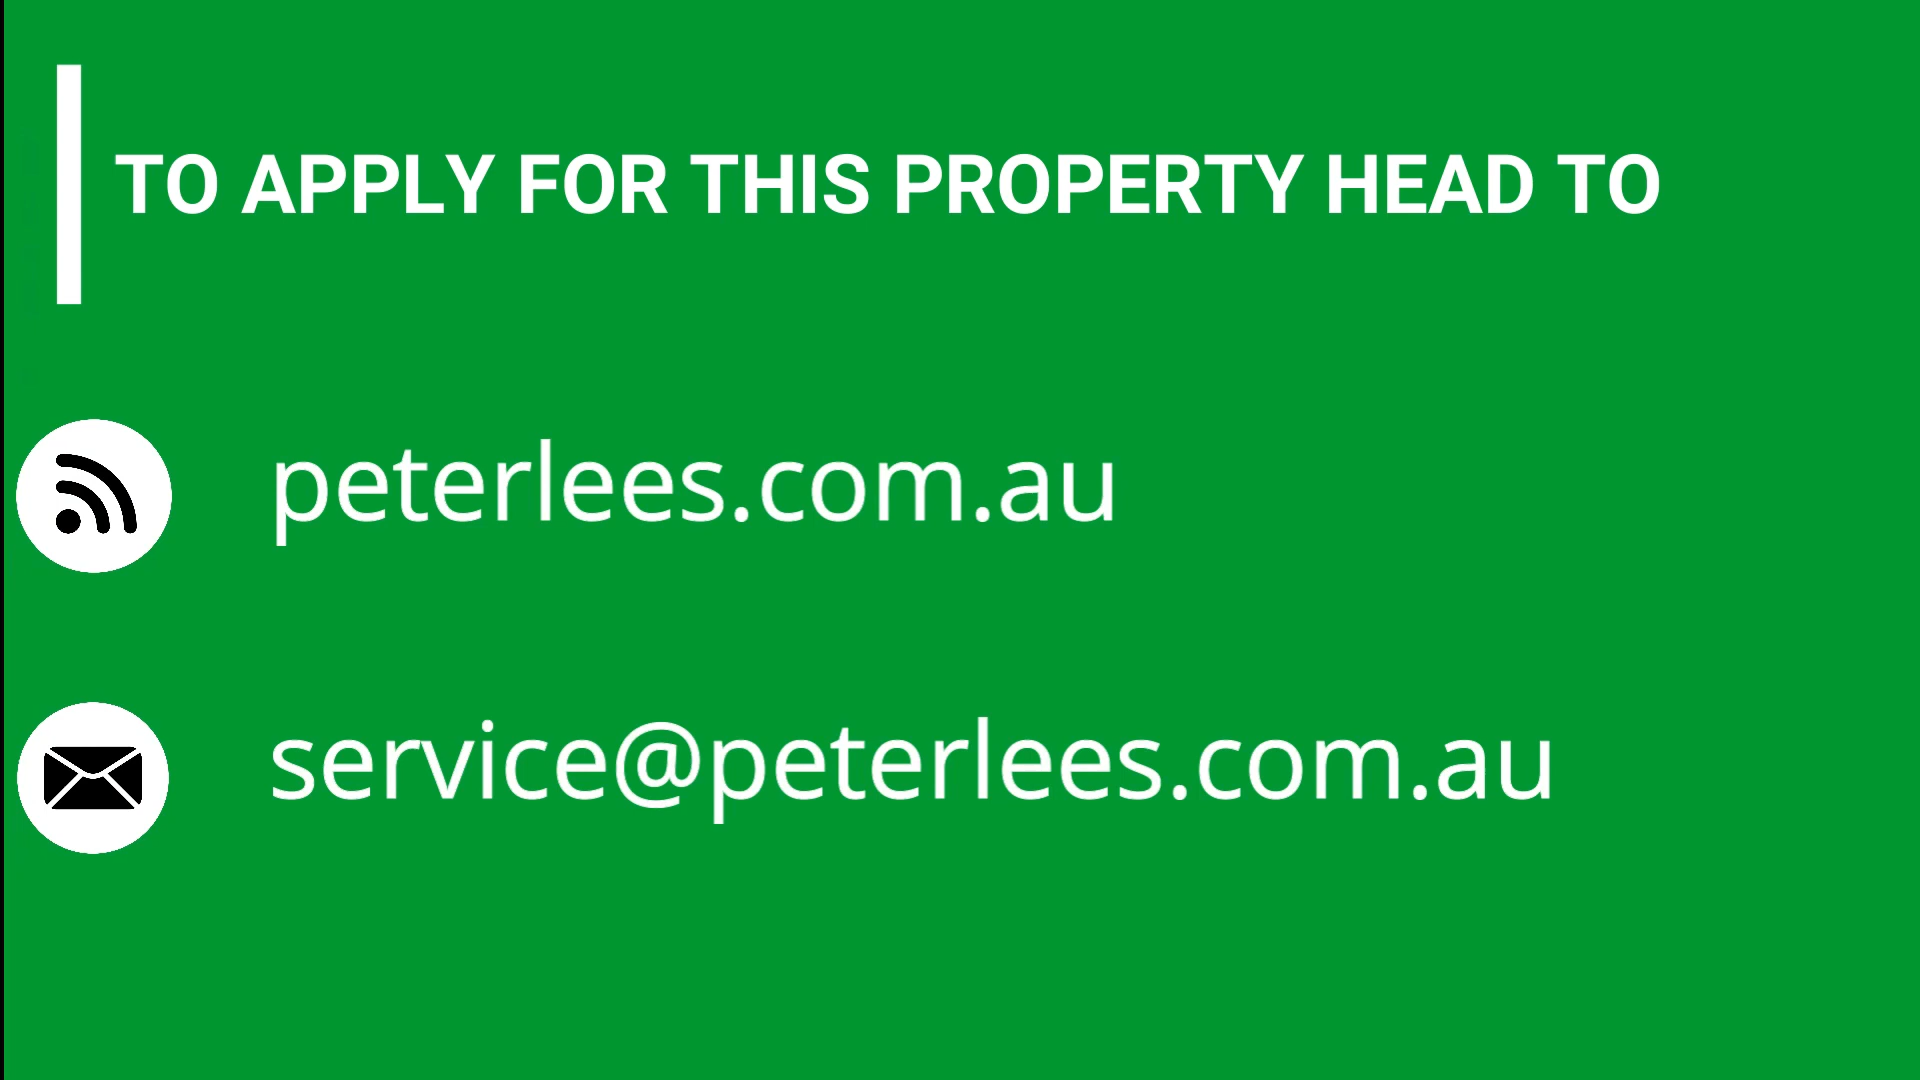 TO APPLY FOR THIS PROPERTY HEAD TO
peterlees.com.au
service@peterlees.com.au